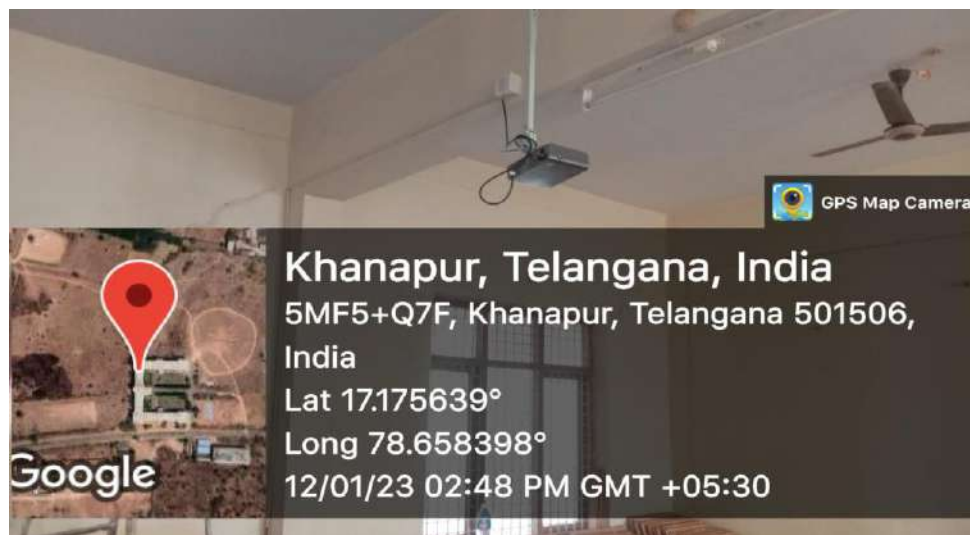 GPS Map Camera
Khanapur, Telangana, India
5MF5+Q7F, Khanapur, Telangana 501506,
India
Lat 17.175639°
Long 78.658398°
12/01/23 02:48 PM GMT +05:30
Google